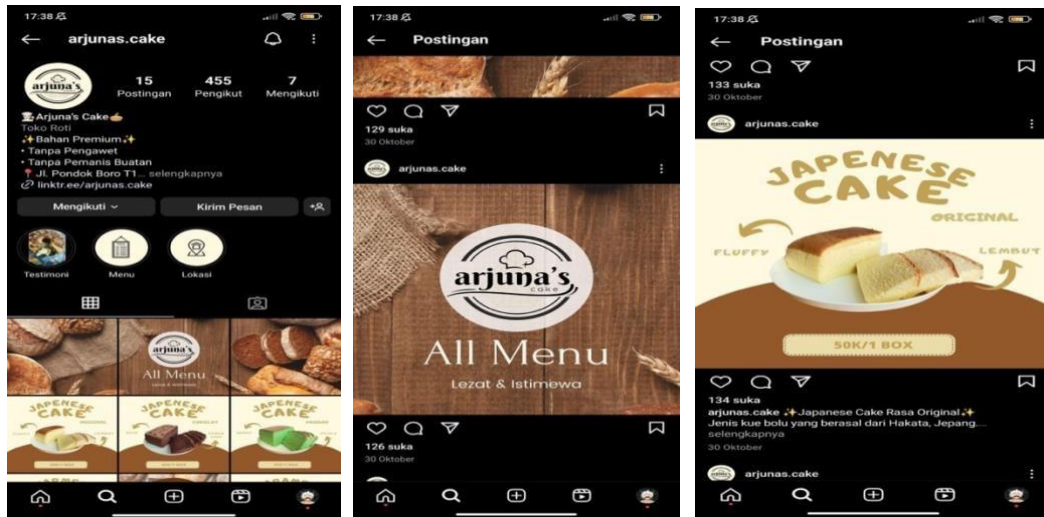 17:38
arjunas.cake
arjuna's
15
455
7
Postingan
Pengikut
Mengikuti
Arjuna's Cake
Toko Roti
Bahan Premium
• Tanpa Pengawet
• Tanpa Pemanis Buatan
Jl. Pondok Boro T1... selengkapnya
linktr.ee/arjunas.cake
Mengikuti
Kirim Pesan
Testimoni
Menu
Lokasi
arjuna's
All Menu
Lezat & Istimewa
JAPENESE CAKE
JAPENESE CAKE
JAPENESE CAKE
17:38
Postingan
129 suka
30 Oktober
arjunas.cake
arjuna's
cake
All Menu
Lezat & Istimewa
126 suka
30 Oktober
17:38
Postingan
133 suka
30 Oktober
arjunas.cake
JAPENESE
CAKE
ORIGINAL
FLUFFY
LEMBUT
50K/1 BOX
134 suka
arjunas.cake ✨Japanese Cake Rasa Original✨
Jenis kue bolu yang berasal dari Hakata, Jepang....
selengkapnya
30 Oktober
arjunas.cake